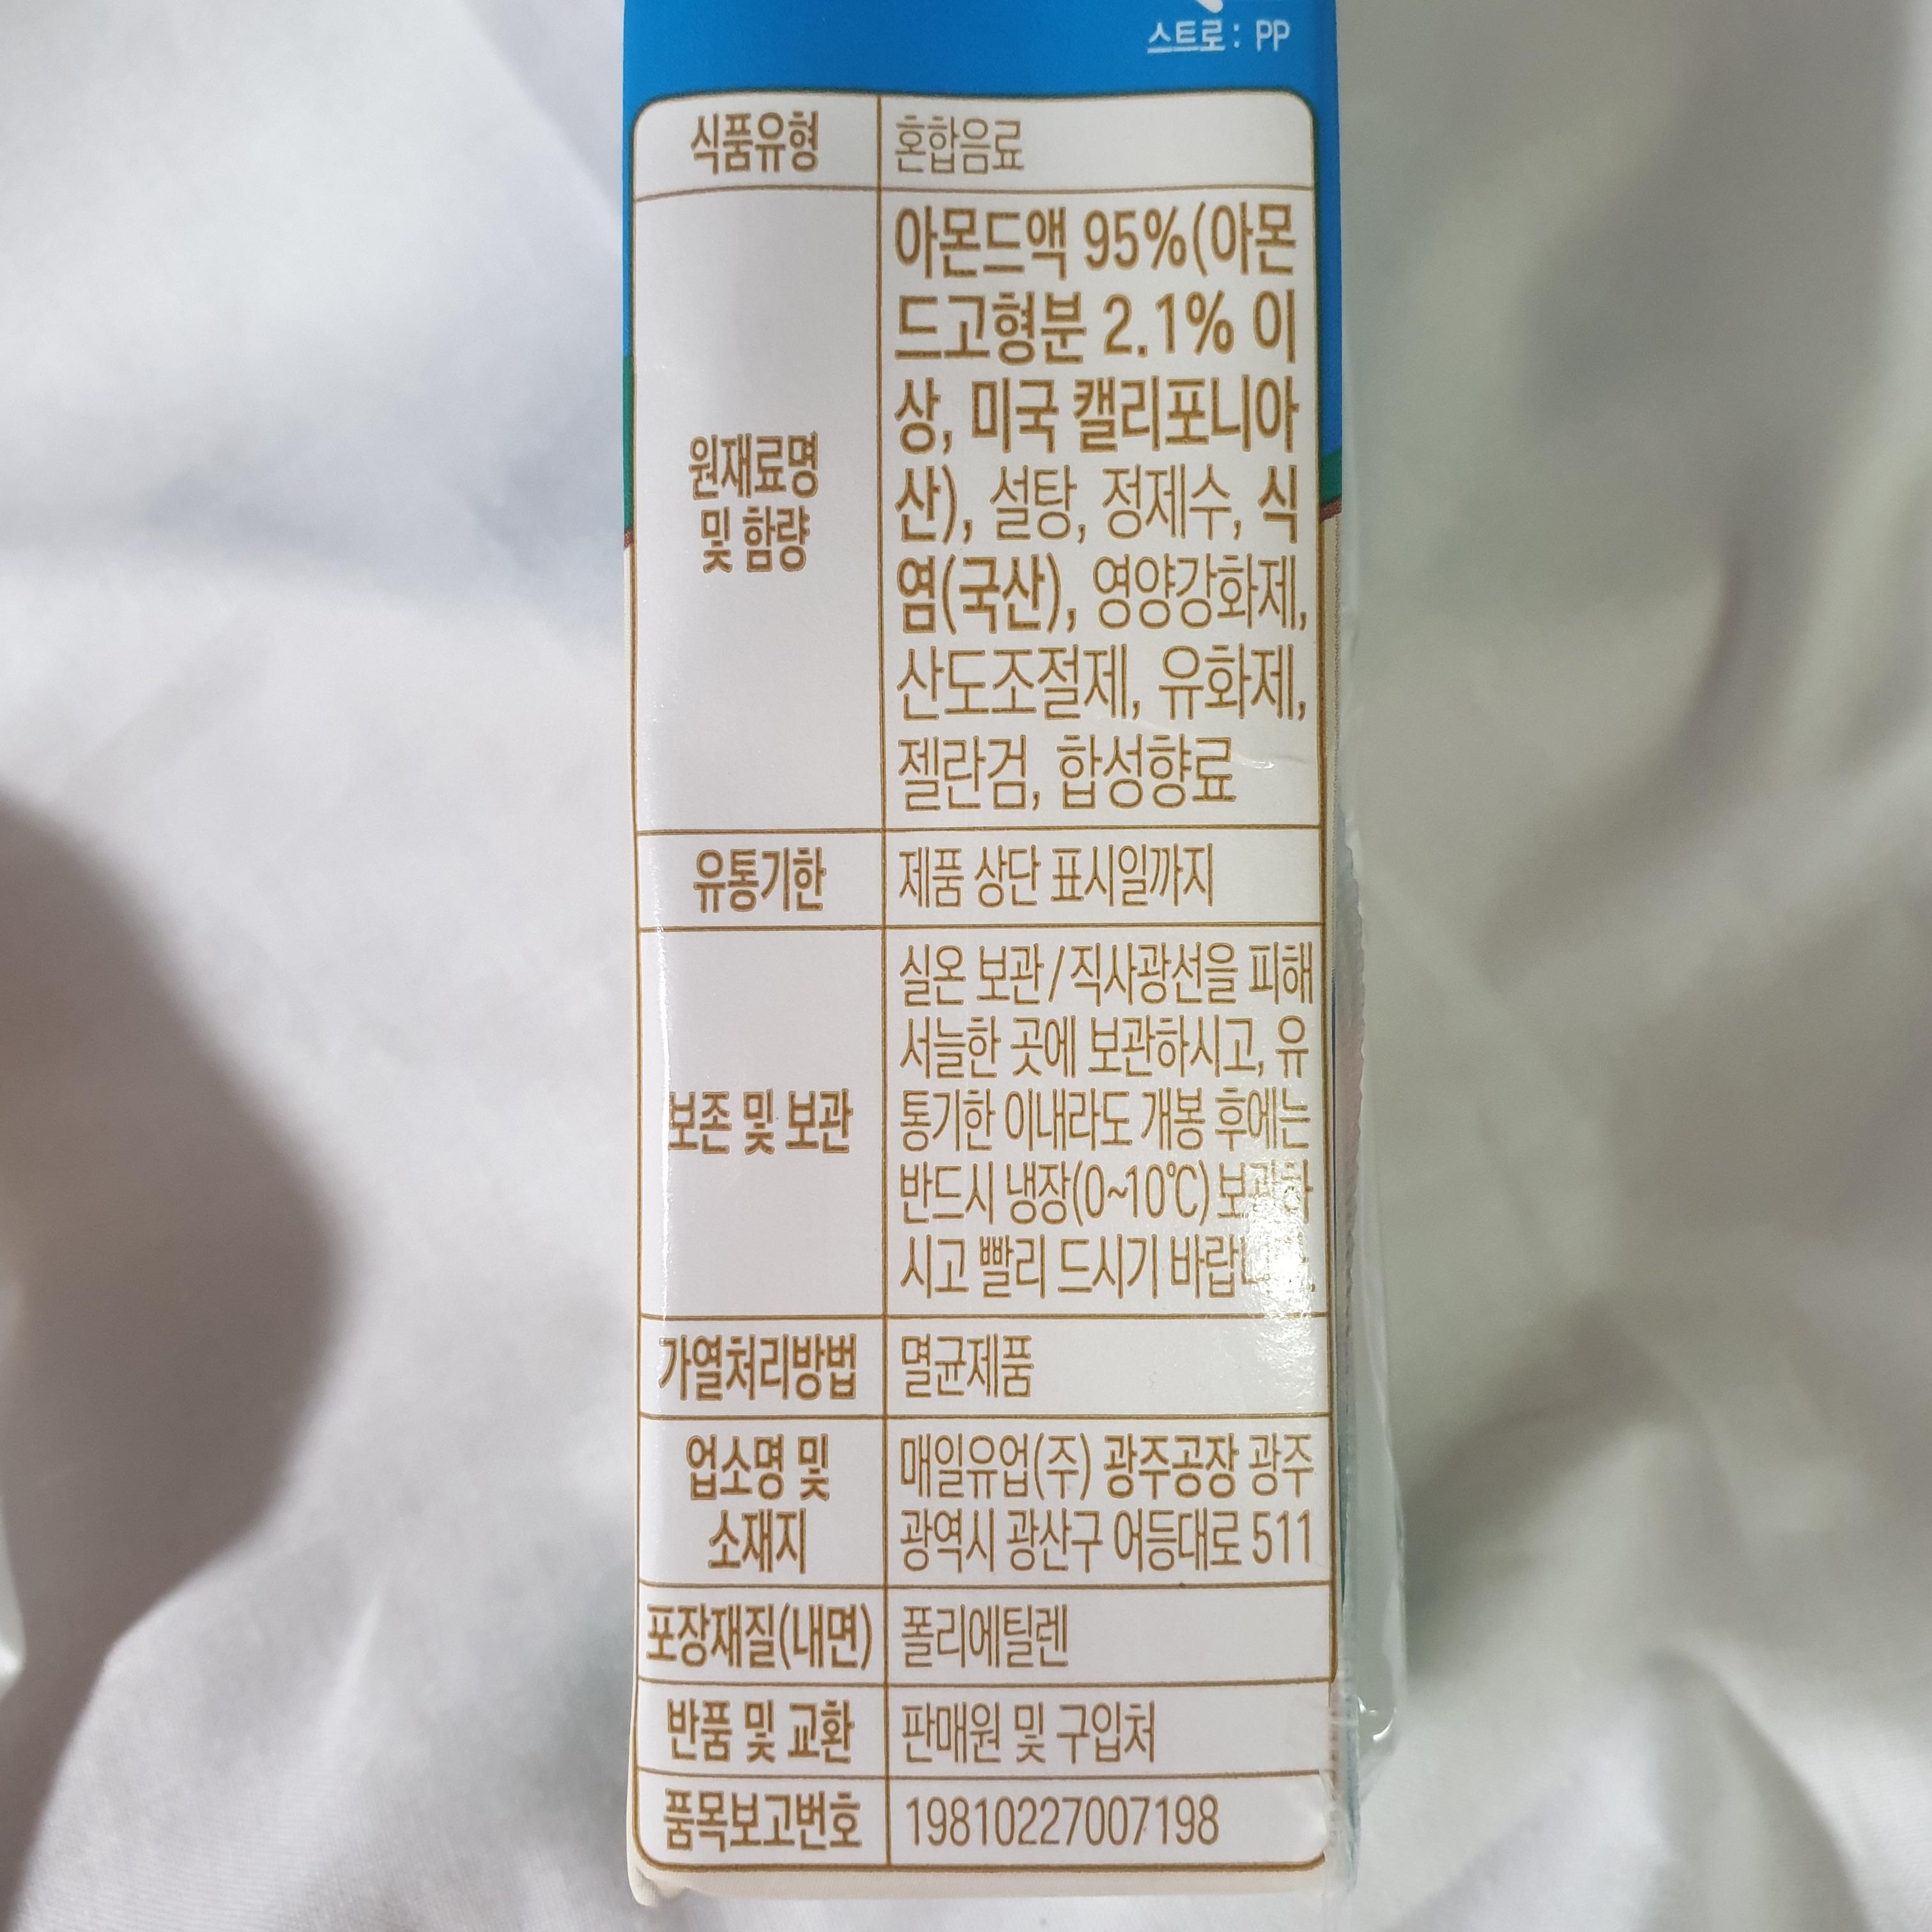 스트로 : PP
식품유형
혼합음료
원재료명
및 함량
아몬드액 95%(아몬
드고형분 2.1% 이
상, 미국 캘리포니아
산), 설탕, 정제수, 식
염(국산), 영양강화제,
산도조절제, 유화제,
젤란검, 합성향료
유통기한
제품 상단 표시일까지
보존 및 보관
실온 보관/직사광선을 피해
서늘한 곳에 보관하시고, 유
통기한 이내라도 개봉 후에는
반드시 냉장(0~10℃) 보관하
시고 빨리 드시기
가열처리방법
멸균제품
업소명 및
소재지
매일유업(주) 광주공장 광주
광역시 광산구 어등대로 511
포장재질(내면)
폴리에틸렌
반품 및 교환
판매원 및 구입처
품목보고번호
19810227007198